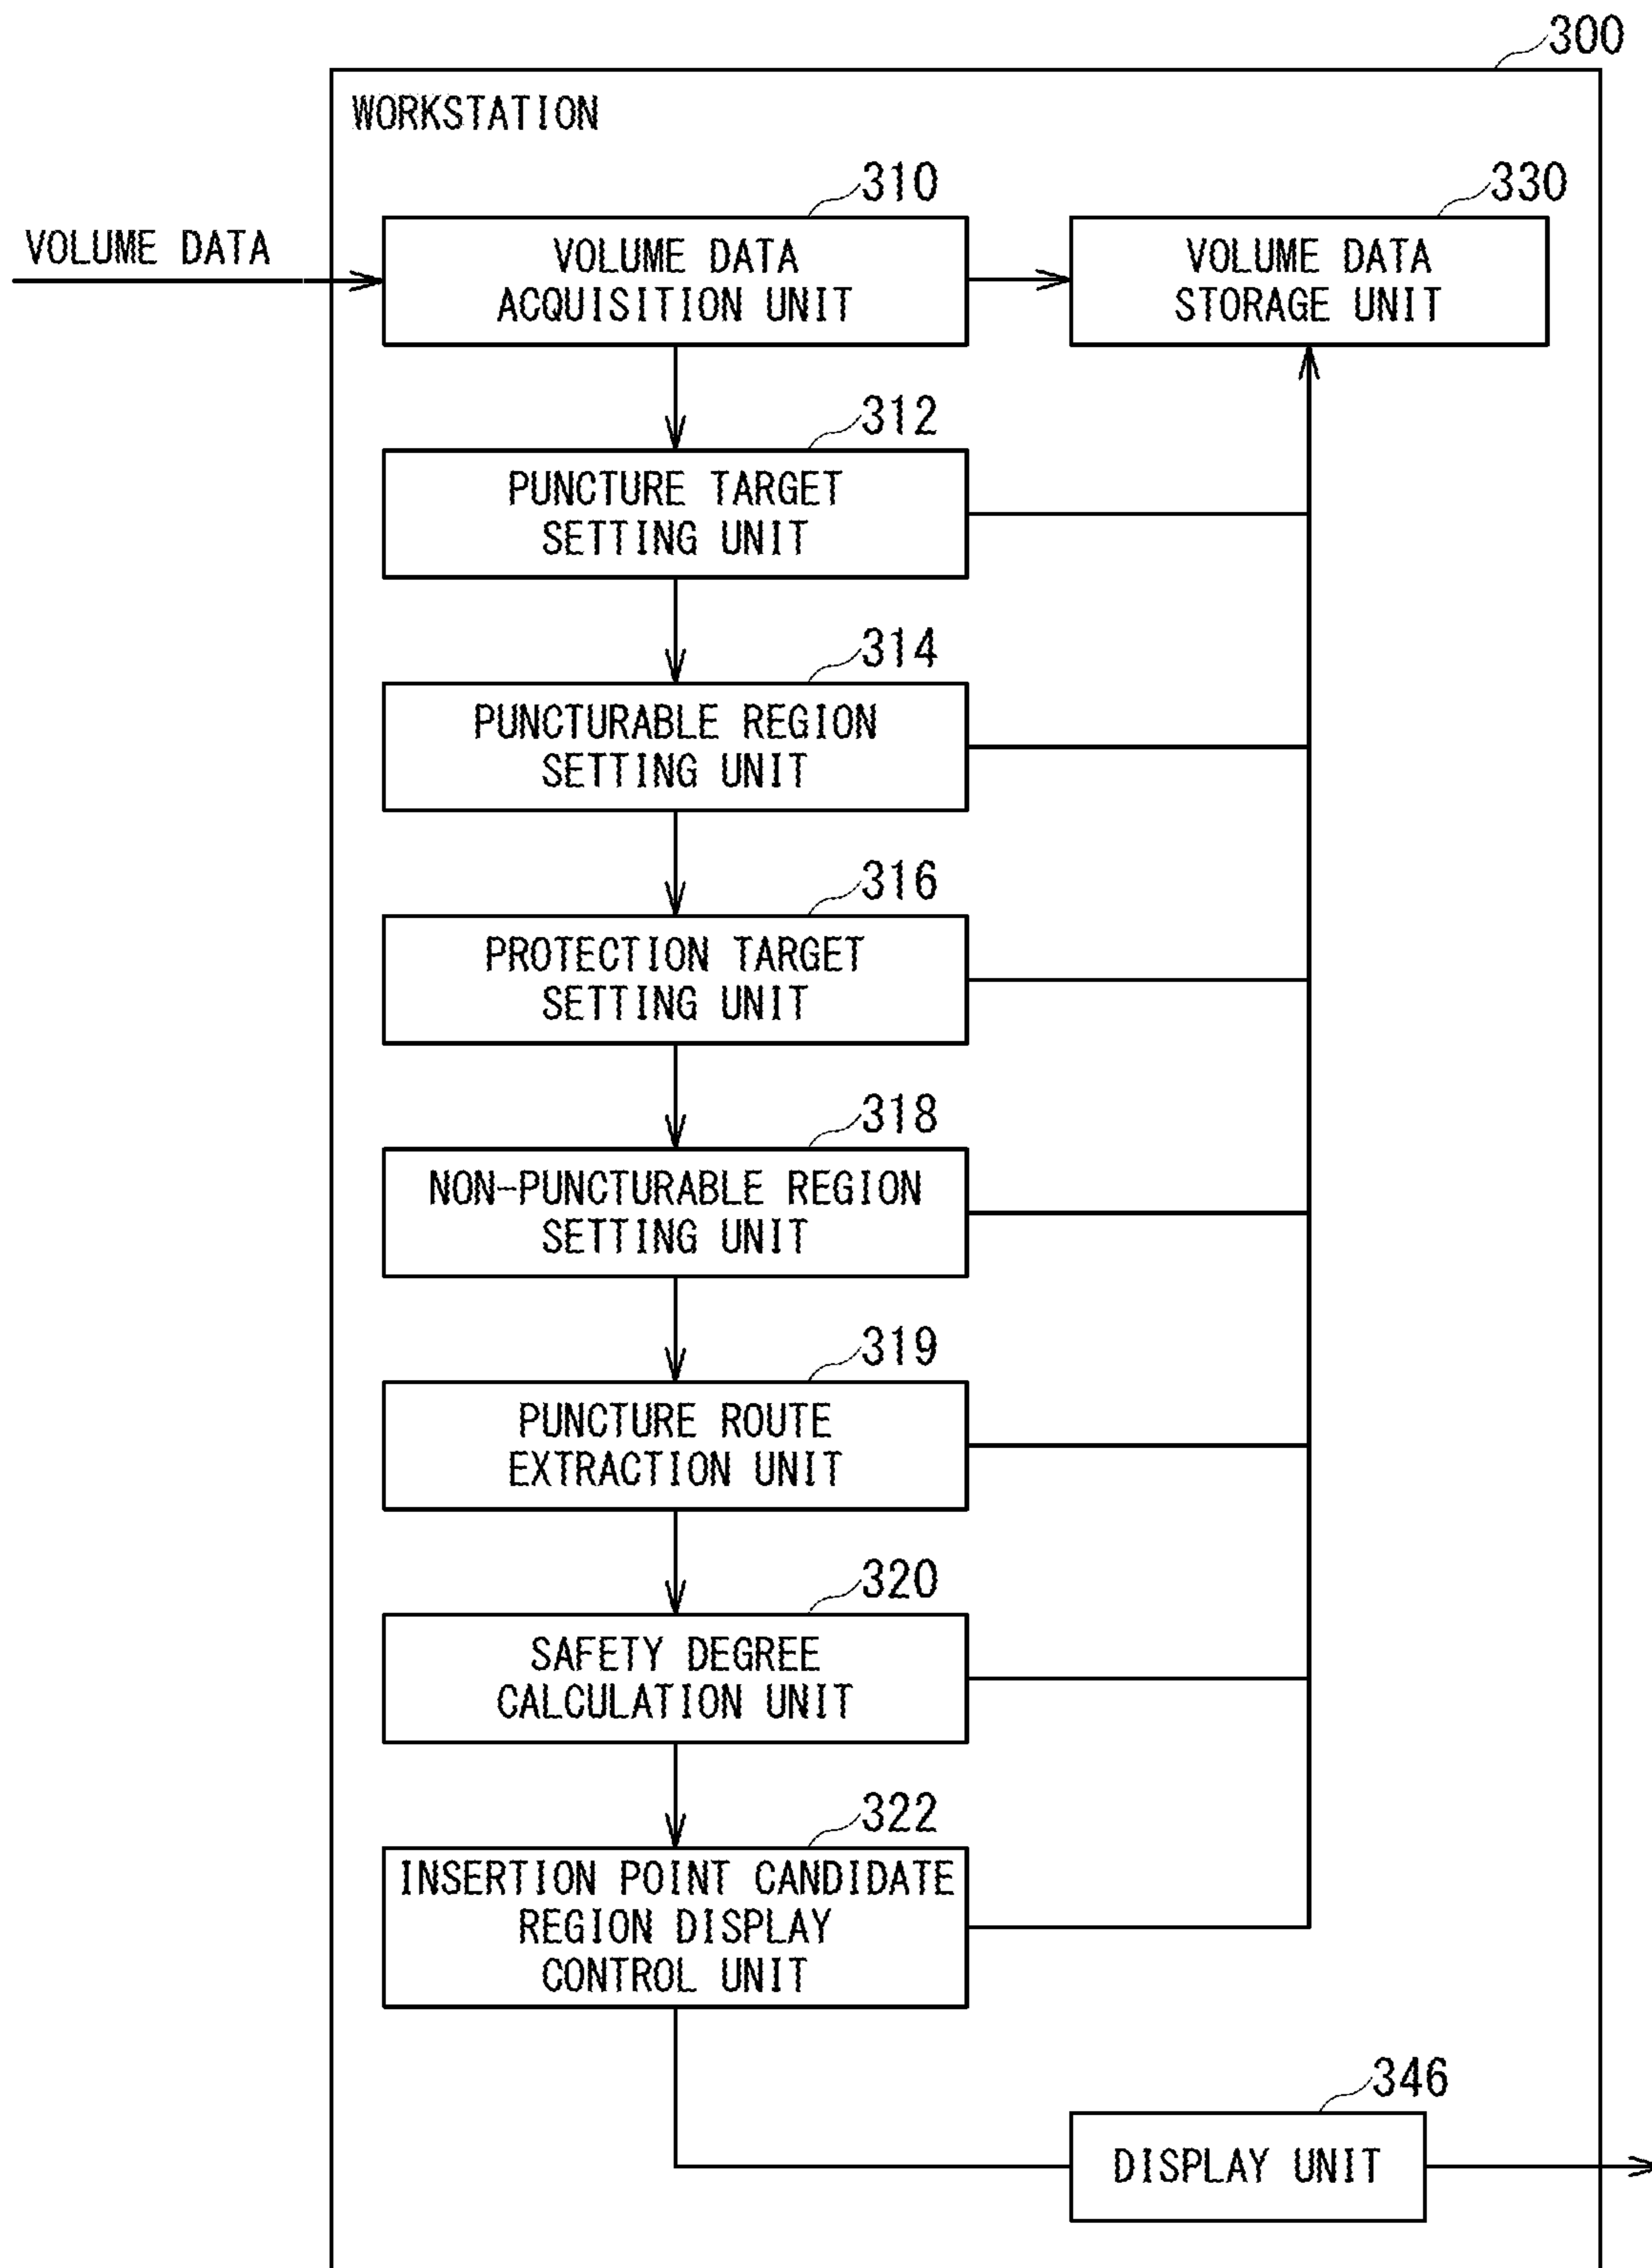 300
WORKSTATION
310
330
VOLUME DATA
VOLUME DATA
ACQUISITION UNIT
VOLUME DATA
STORAGE UNIT
312
PUNCTURE TARGET
SETTING UNIT
314
PUNCTURABLE REGION
SETTING UNIT
316
PROTECTION TARGET
SETTING UNIT
318
NON-PUNCTURABLE REGION
SETTING UNIT
319
PUNCTURE ROUTE
EXTRACTION UNIT
320
SAFETY DEGREE
CALCULATION UNIT
322
INSERTION POINT CANDIDATE
REGION DISPLAY
CONTROL UNIT
346
DISPLAY UNIT